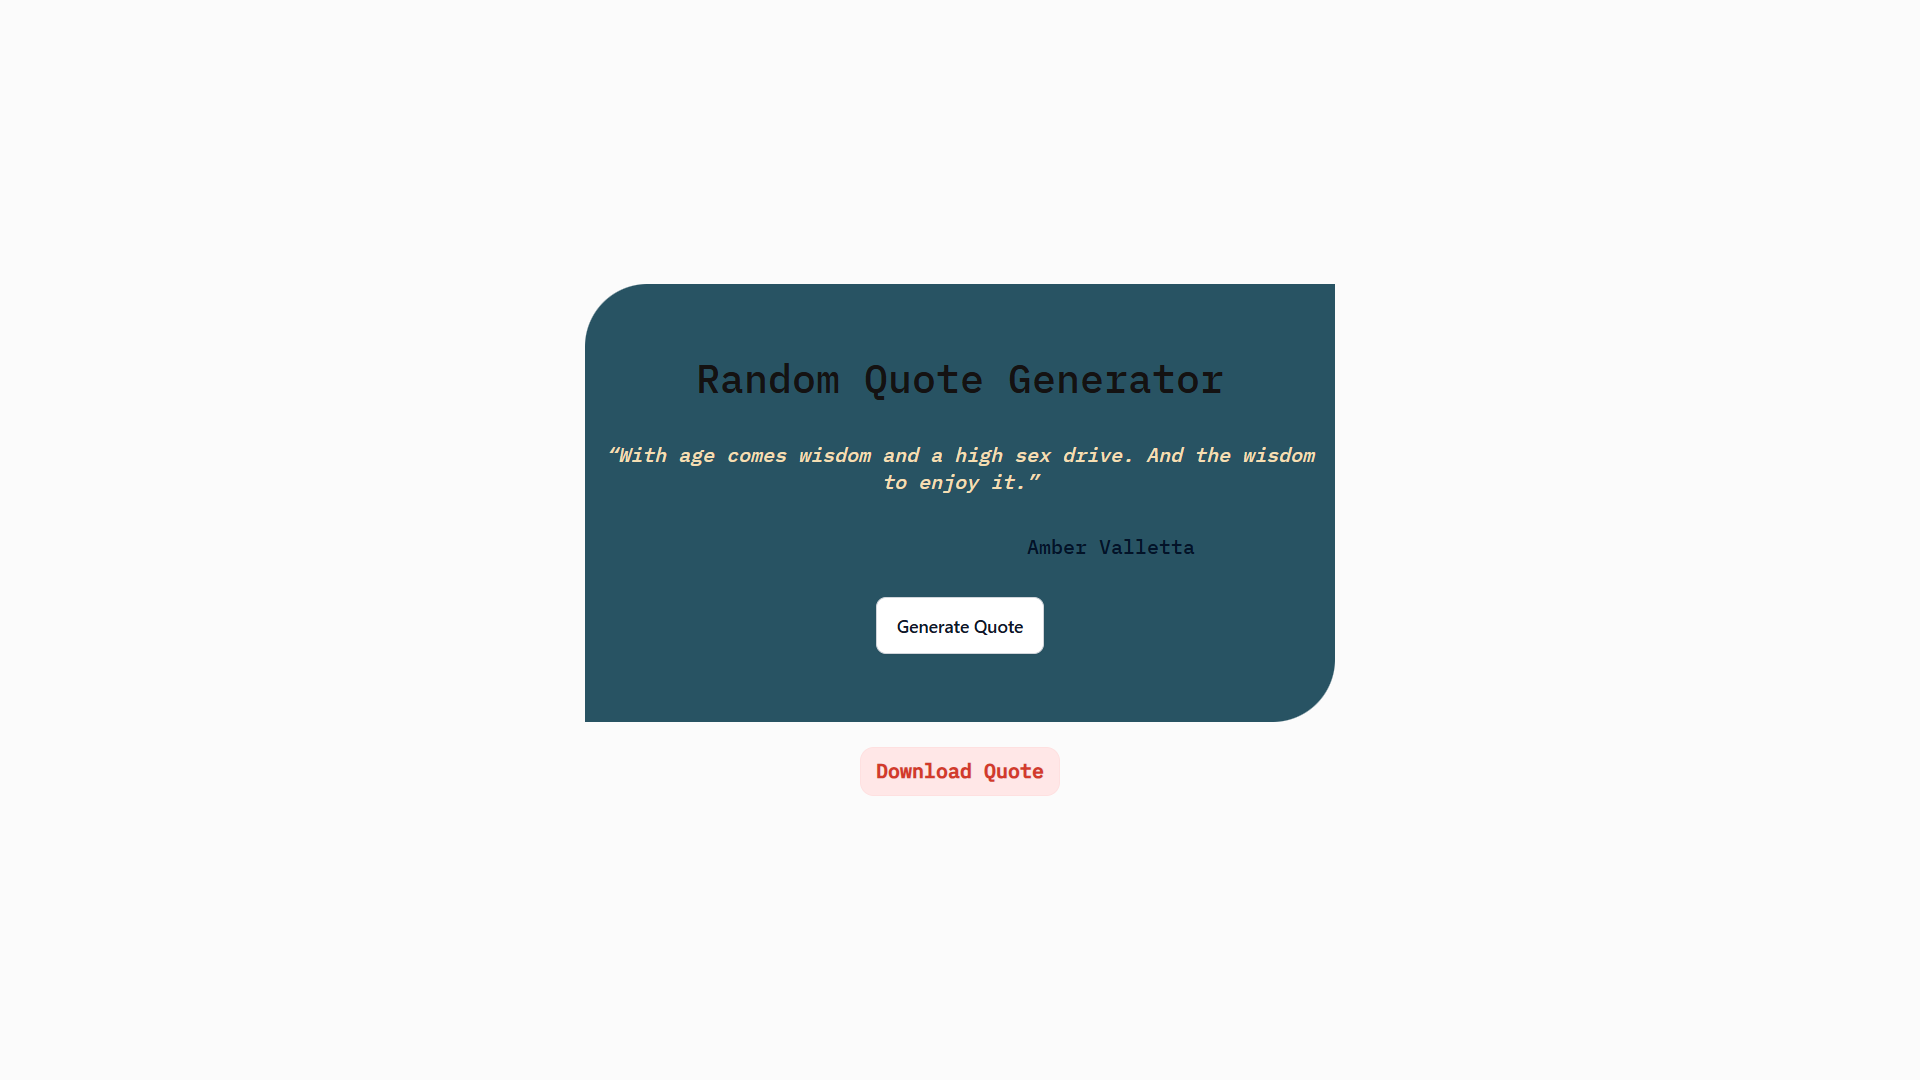 Random Quote Generator
“With age comes wisdom and a high sex drive. And the wisdom
to enjoy it.”
Amber Valletta
Generate Quote
Download Quote